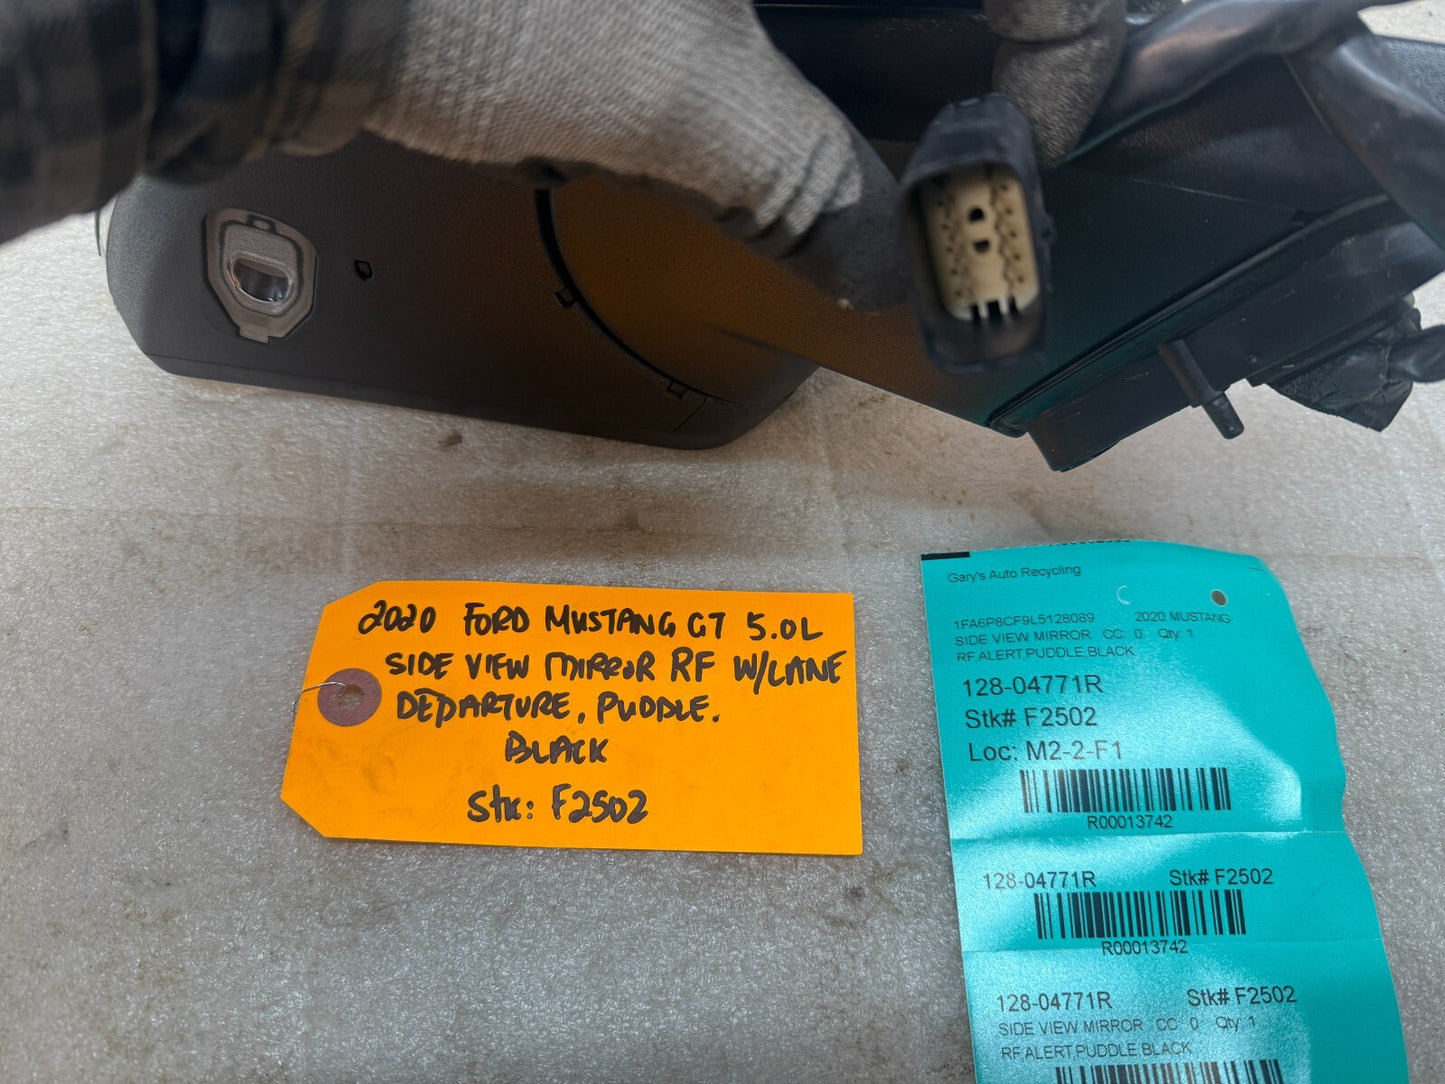 2020 FORD MUSTANG GT 5.0L
SIDE VIEW MIRROR RF W/LANE
DEPARTURE, PUDDLE.
BLACK
Stk: F2502
Gary's Auto Recycling
1FA6P8CF9L5128089 2020 MUSTANG
SIDE VIEW MIRROR CC: 0 Qty: 1
RF,ALERT,PUDDLE,BLACK
128-04771R
Stk# F2502
Loc: M2-2-F1
R00013742
128-04771R Stk# F2502
R00013742
128-04771R Stk# F2502
SIDE VIEW MIRROR CC: 0 Qty: 1
RF,ALERT,PUDDLE,BLACK